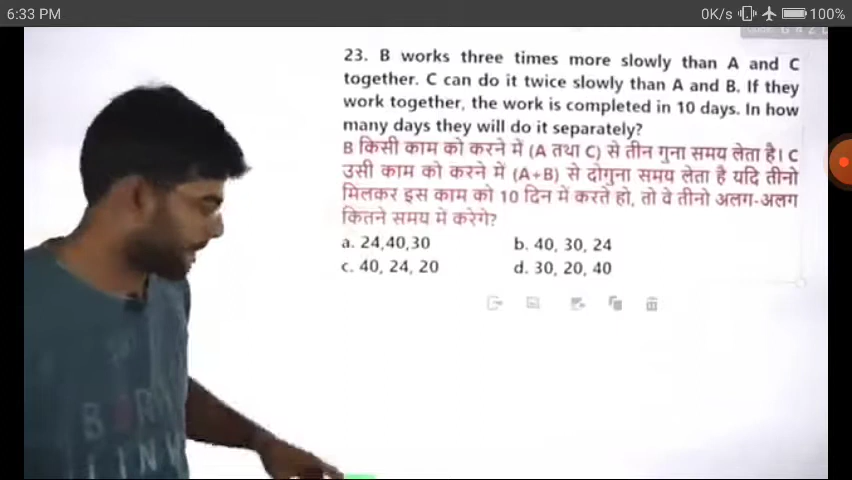 6:33 PM
0K/s 100%
23. B works three times more slowly than A and C
together. C can do it twice slowly than A and B. If they
work together, the work is completed in 10 days. In how
many days they will do it separately?
B किसी काम को करने में (A तथा C) से तीन गुना समय लेता है। C
उसी काम को करने में (A+B) से दोगुना समय लेता है यदि तीनो
मिलकर इस काम को 10 दिन में करते हो, तो वे तीनो अलग-अलग
कितने समय में करेगे?
a. 24,40,30
b. 40, 30, 24
c. 40, 24, 20
d. 30, 20, 40